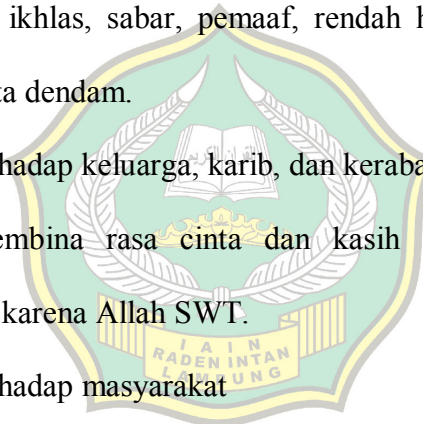 ikhlas, sabar, pemaaf, rendah
ta dendam.
hadap keluarga, karib, dan keraba
embina rasa cinta dan kasih
karena Allah SWT.
I A I N
RADEN INTAN
LAMPUNG
hadap masyarakat